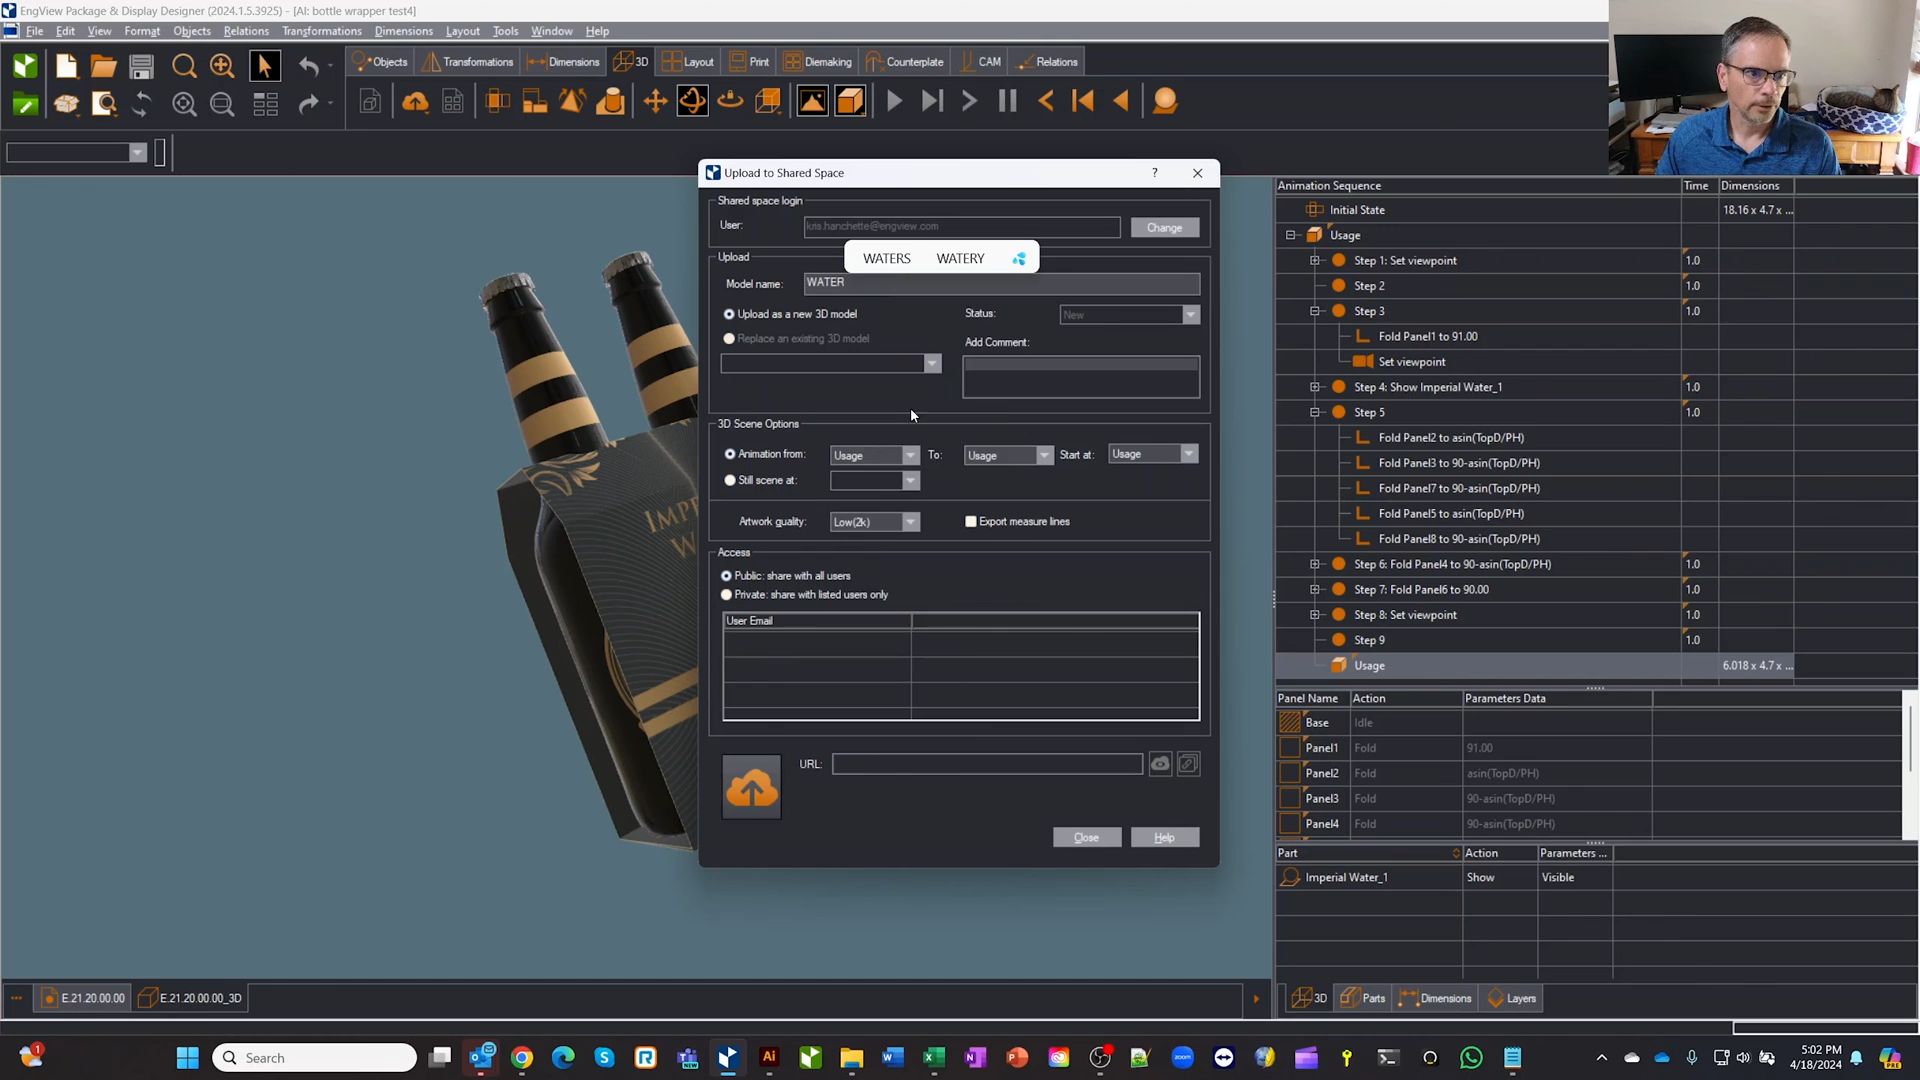 EngView Package & Display Designer (2024.1.5.3925) - [AI: bottle wrapper test4]
File Edit View Format Objects Relations Transformations Dimensions Layout Tools Window Help
Objects Transformations Dimensions 3D Layout Print Diemaking Counterplate CAM Relations
Upload to Shared Space
?
Shared space login
User: kris.hanchette@engview.com Change
WATERS WATERY
Upload
Model name: WATER
Upload as a new 3D model
Status: New
Replace an existing 3D model
Add Comment:
3D Scene Options
Animation from: Usage To: Usage Start at: Usage
Still scene at:
Artwork quality: Low(2k) Export measure lines
Access
Public: share with all users
Private: share with listed users only
User Email
URL:
Close Help
IMPE
W
Animation Sequence Time Dimensions
Initial State 18.16 x 4.7 x ...
Usage
Step 1: Set viewpoint 1.0
Step 2 1.0
Step 3 1.0
Fold Panel1 to 91.00
Set viewpoint
Step 4: Show Imperial Water_1 1.0
Step 5 1.0
Fold Panel2 to asin(TopD/PH)
Fold Panel3 to 90-asin(TopD/PH)
Fold Panel7 to 90-asin(TopD/PH)
Fold Panel5 to asin(TopD/PH)
Fold Panel8 to 90-asin(TopD/PH)
Step 6: Fold Panel4 to 90-asin(TopD/PH) 1.0
Step 7: Fold Panel6 to 90.00 1.0
Step 8: Set viewpoint 1.0
Step 9 1.0
Usage 6.018 x 4.7 x ...
Panel Name Action Parameters Data
Base Idle
Panel1 Fold 91.00
Panel2 Fold asin(TopD/PH)
Panel3 Fold 90-asin(TopD/PH)
Panel4 Fold 90-asin(TopD/PH)
Part Action Parameters ...
Imperial Water_1 Show Visible
E.21.20.00.00 E.21.20.00.00_3D
3D Parts Dimensions Layers
1
Search
NEW
Ai
zoom
5:02 PM
4/18/2024
PRE